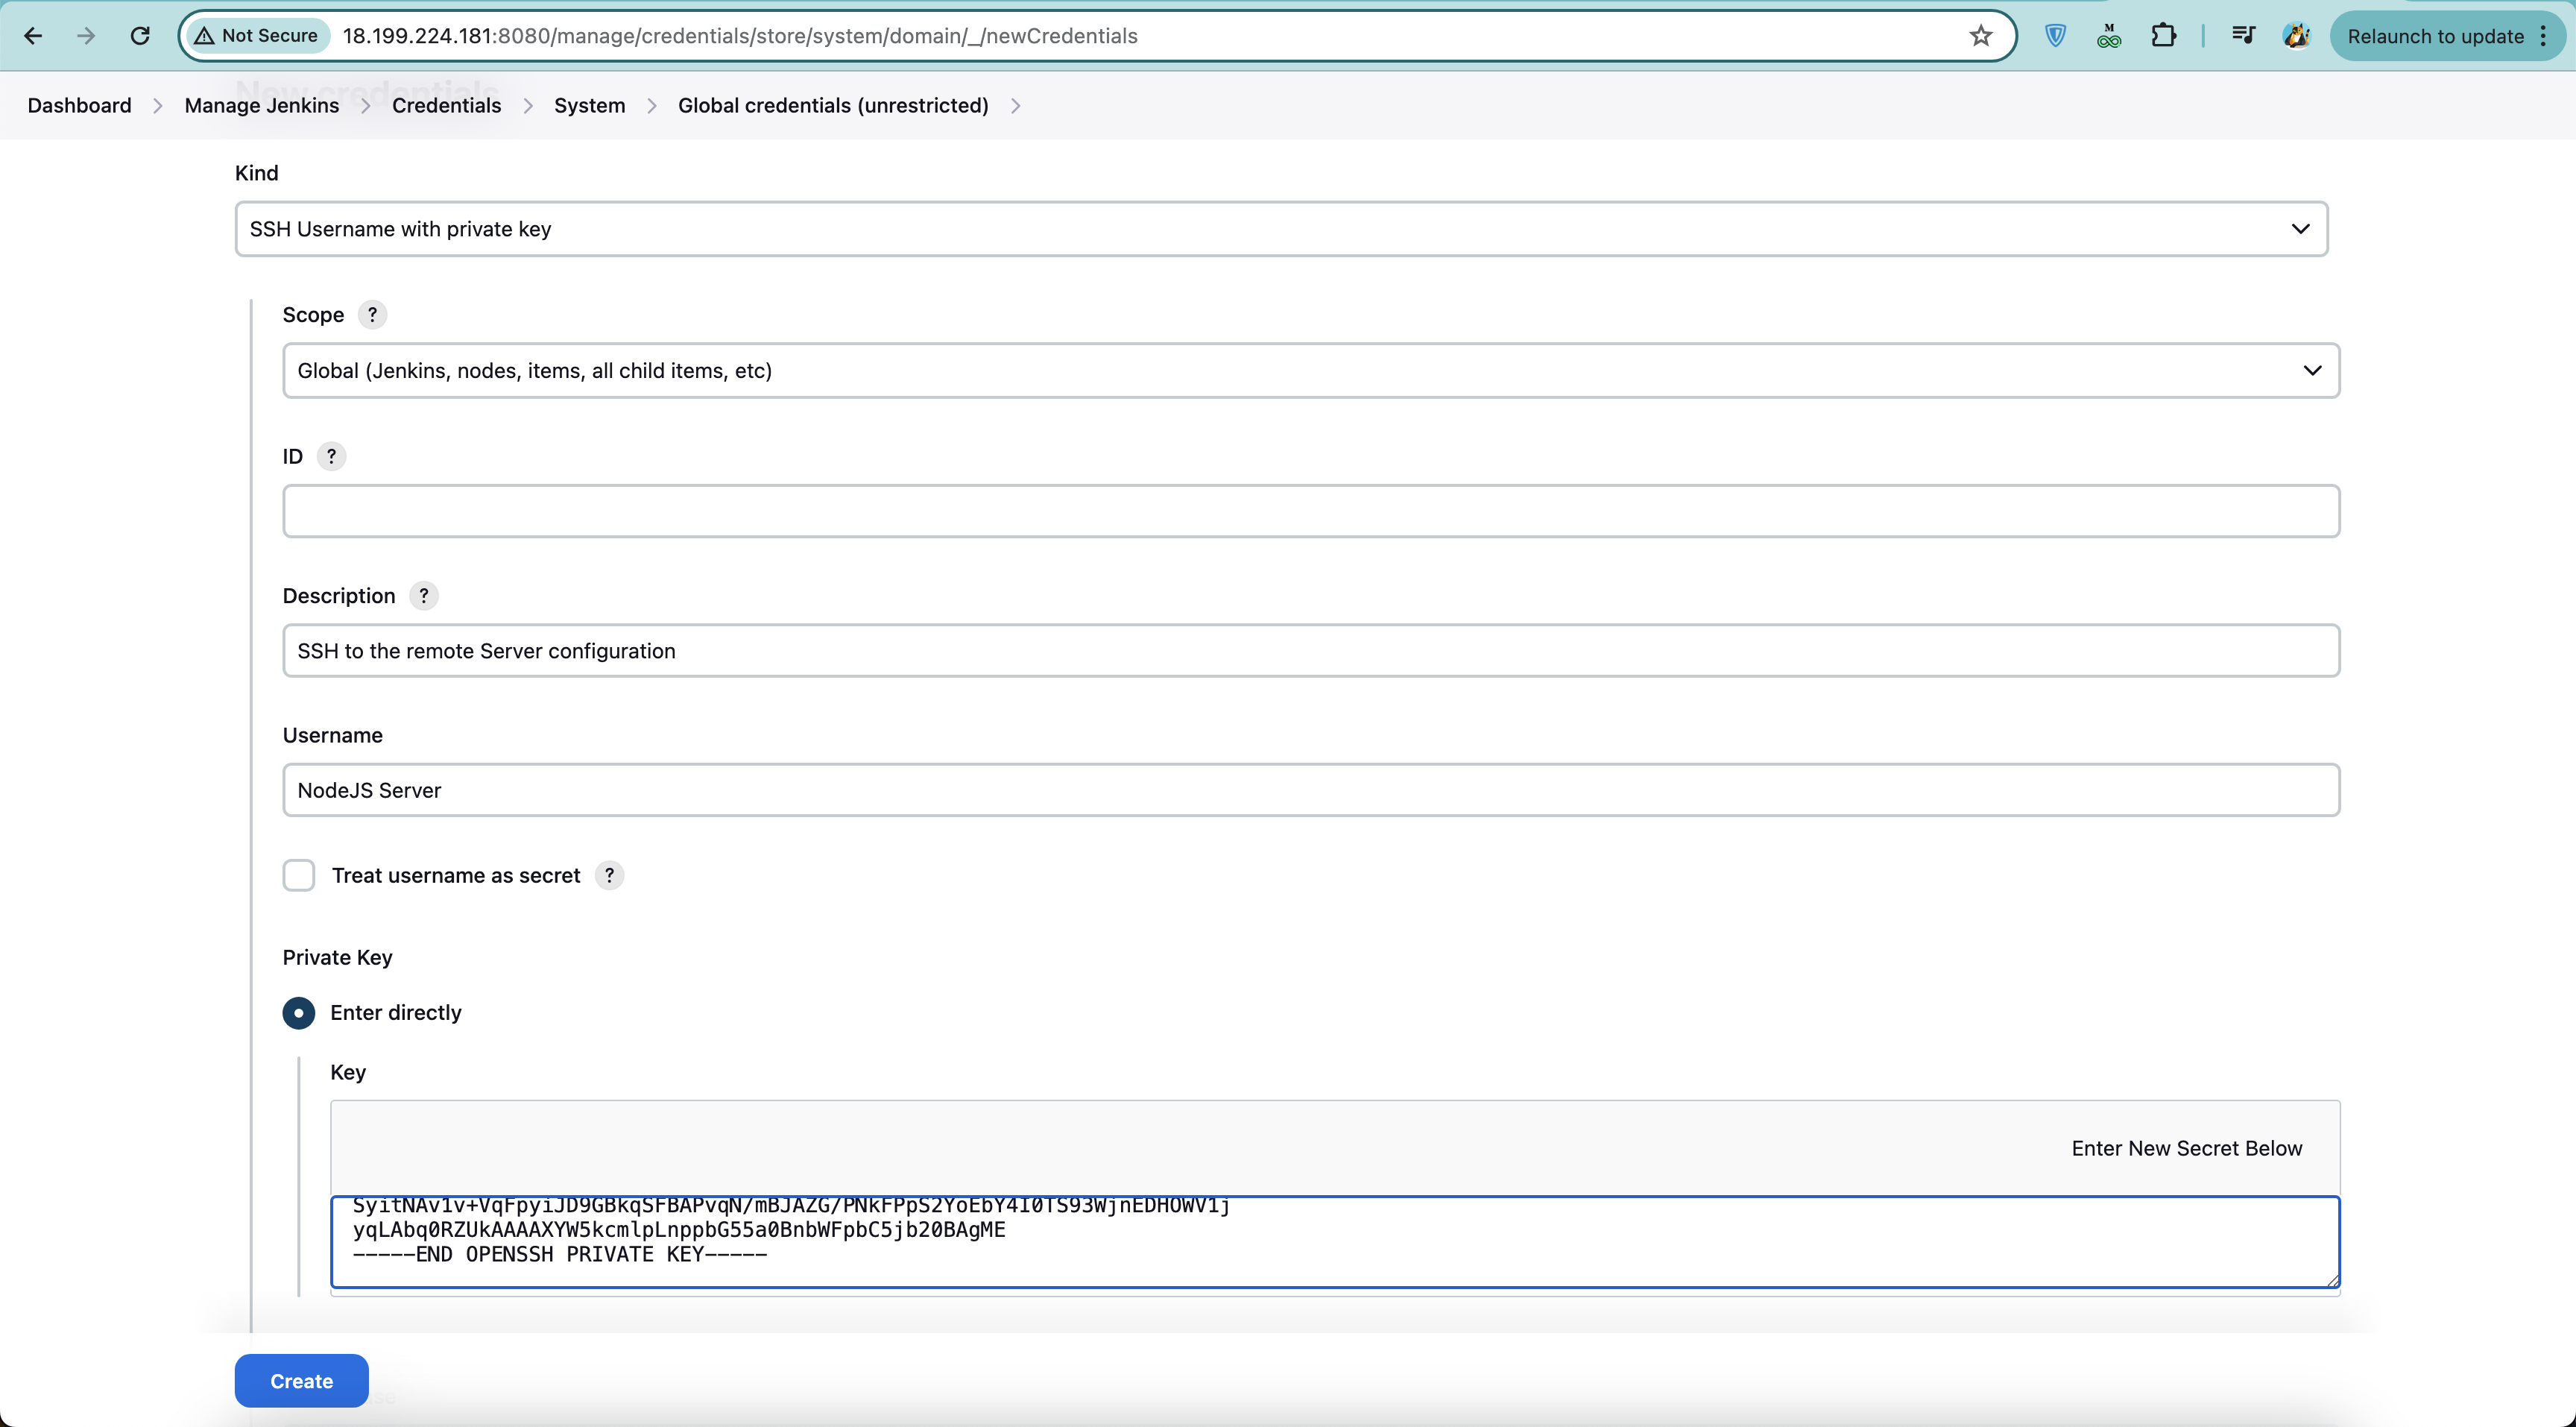 Not Secure 18.199.224.181:8080/manage/credentials/store/system/domain/_/newCredentials
M
Relaunch to update
New credentials
Dashboard > Manage Jenkins > Credentials > System > Global credentials (unrestricted) >
Kind
SSH Username with private key
Scope ?
Global (Jenkins, nodes, items, all child items, etc)
ID ?
Description ?
SSH to the remote Server configuration
Username
NodeJS Server
Treat username as secret ?
Private Key
Enter directly
Key
Enter New Secret Below
SyitNAv1v+VqFpyiJD9GBkqSFBAPvqN/mBJAZG/PNkFPpS2YoEbY4I0TS93WjnEDHOWV1j
yqLAbq0RZUkAAAAXYW5kcmlpLnppbG55a0BnbWFpbC5jb20BAgME
-----END OPENSSH PRIVATE KEY-----
Create